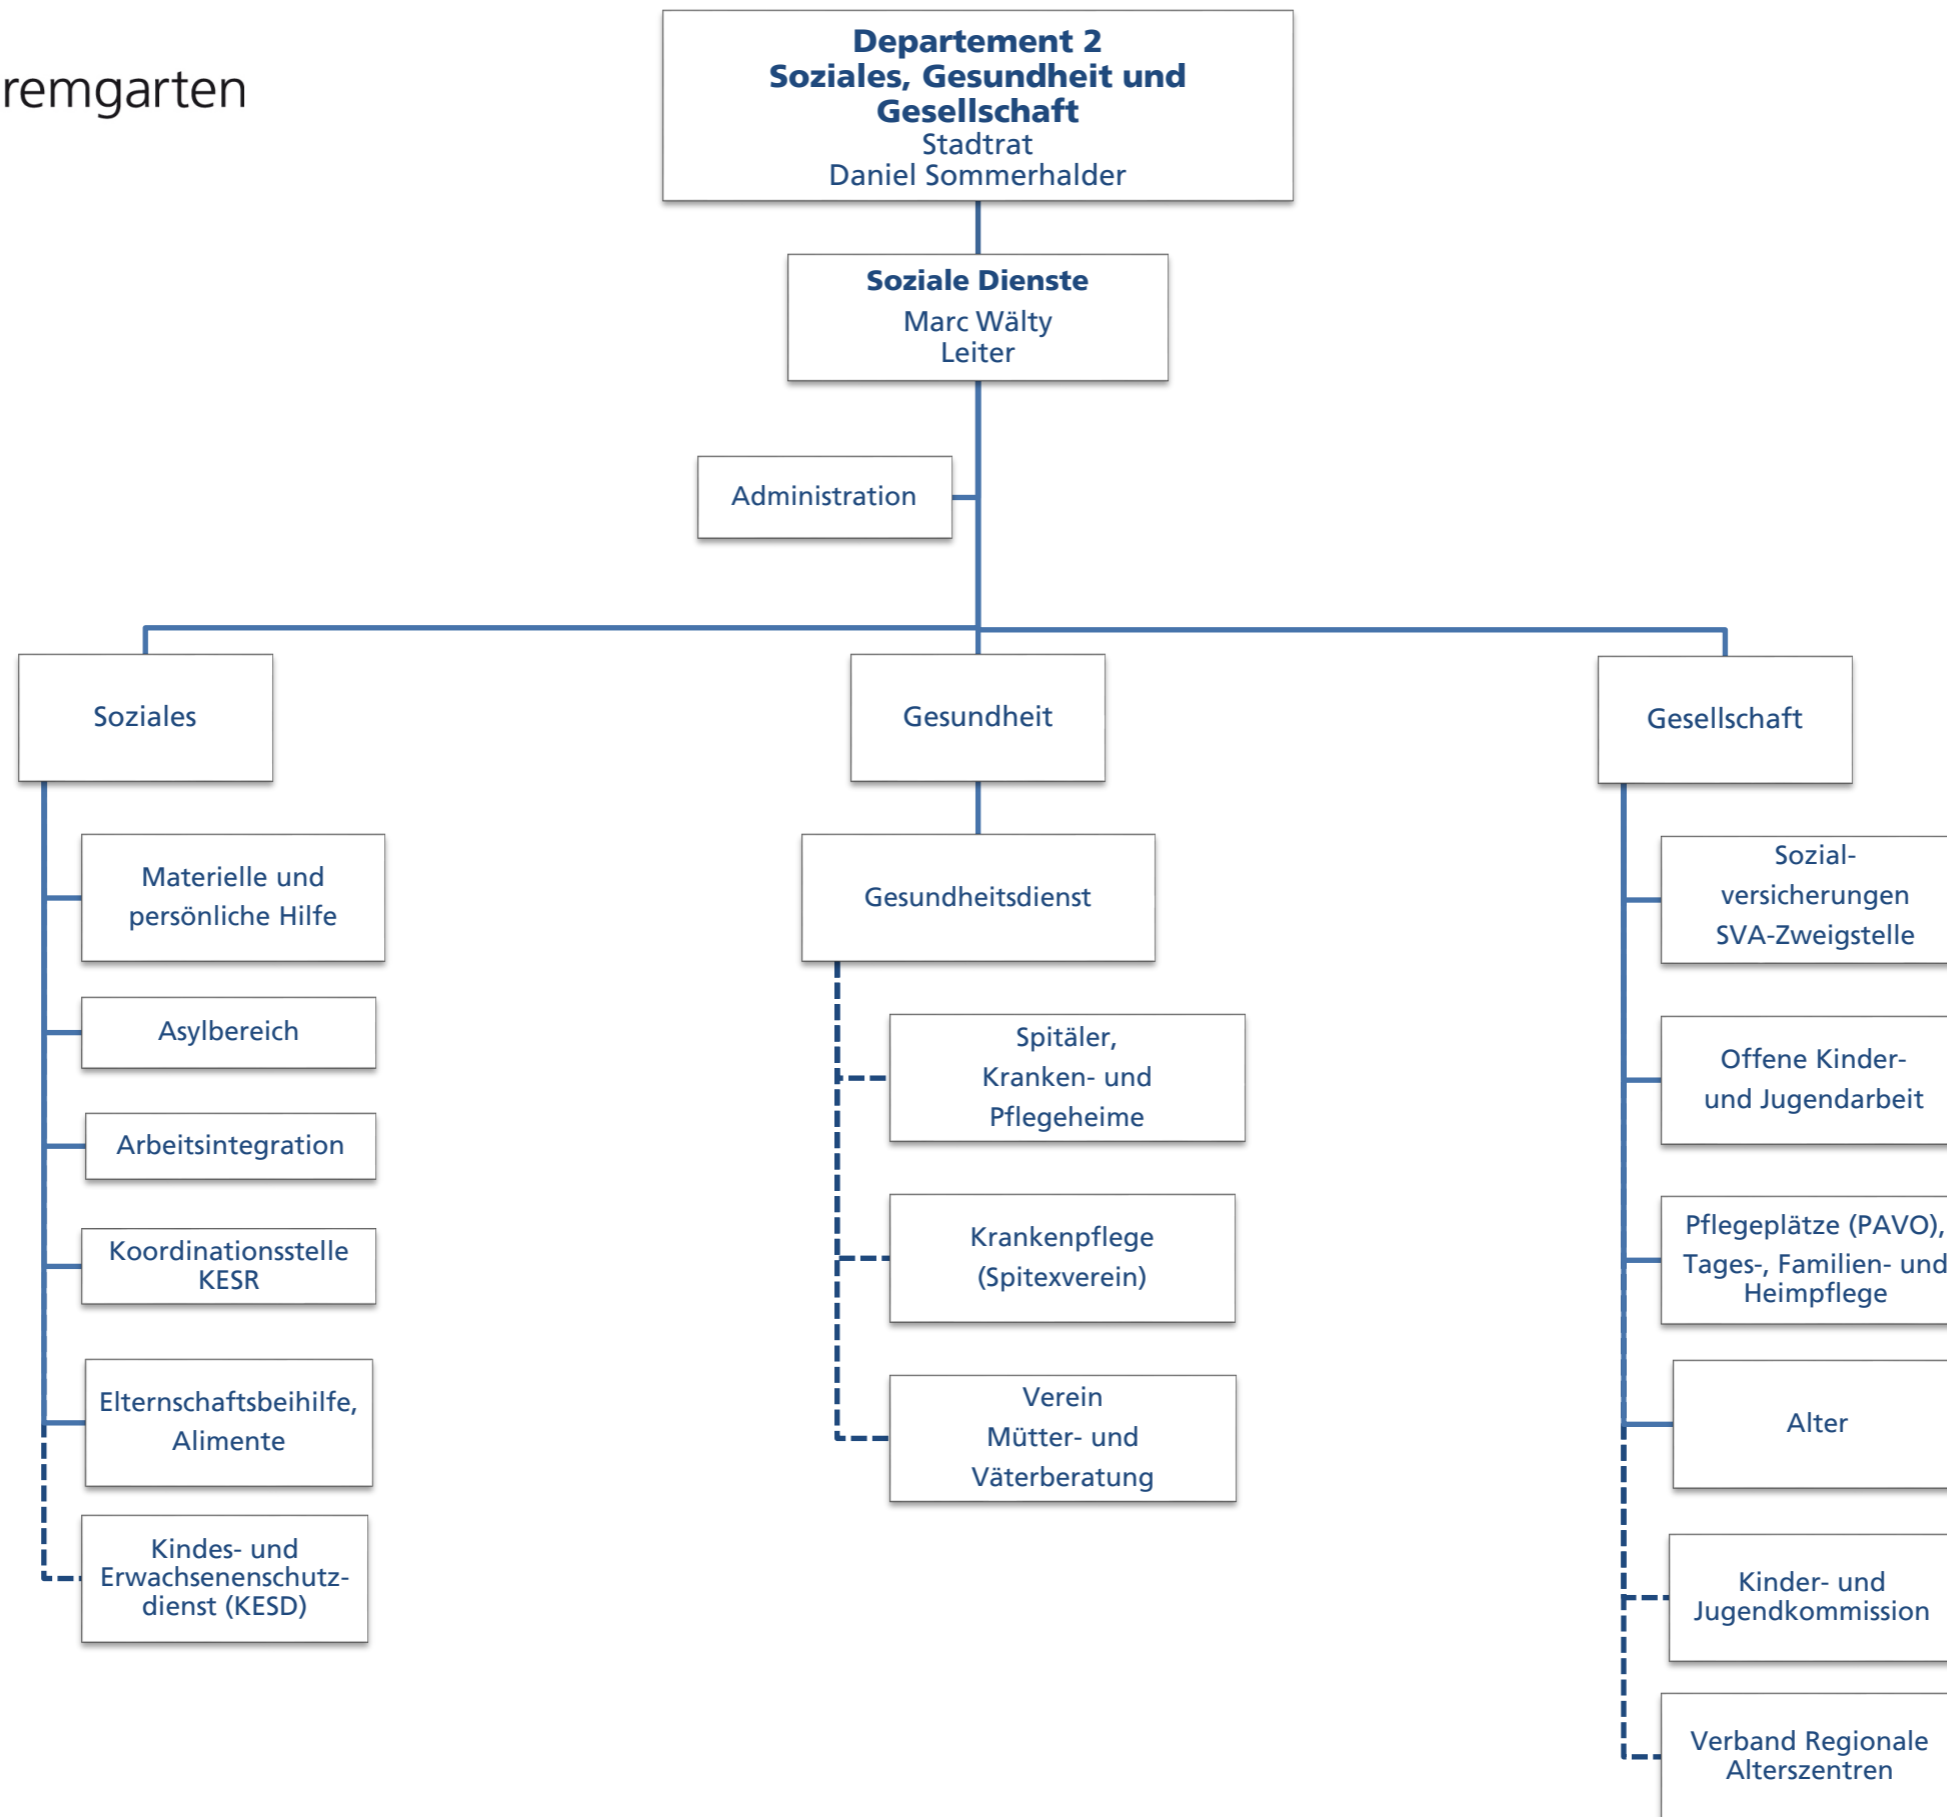 remgarten
Departement 2
Soziales, Gesundheit und
Gesellschaft
Stadtrat
Daniel Sommerhalder
Soziale Dienste
Marc Wälty
Leiter
Administration
Soziales
Gesundheit
Gesellschaft
Materielle und
persönliche Hilfe
Asylbereich
Arbeitsintegration
Koordinationsstelle
KESR
Elternschaftsbeihilfe,
Alimente
Kindes- und
Erwachsenenschutz-
dienst (KESD)
Gesundheitsdienst
Spitäler,
Kranken- und
Pflegeheime
Krankenpflege
(Spitexverein)
Verein
Mütter- und
Väterberatung
Sozial-
versicherungen
SVA-Zweigstelle
Offene Kinder-
und Jugendarbeit
Pflegeplätze (PAVO),
Tages-, Familien- und
Heimpflege
Alter
Kinder- und
Jugendkommission
Verband Regionale
Alterszentren